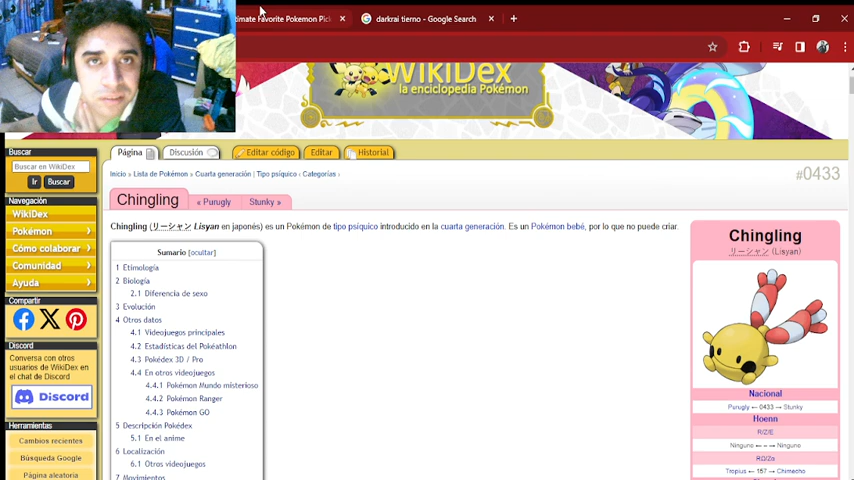 timate Favorite Pokemon Pick
darkrai tierno - Google Search
WIKIDEX
la enciclopedia Pokémon
Buscar
Buscar en WikiDex
Ir Buscar
Navegación
WikiDex
Pokémon
Cómo colaborar
Comunidad
Ayuda
Compartir
Discord
Conversa con otros
usuarios de WikiDex en
el chat de Discord
Discord
Herramientas
Cambios recientes
Búsqueda Google
Página aleatoria
Página Discusión Editar código Editar Historial
Inicio › Lista de Pokémon › Cuarta generación | Tipo psíquico ‹ Categorías ›
#0433
Chingling « Purugly Stunky »
Chingling (リーシャン Lisyan en japonés) es un Pokémon de tipo psíquico introducido en la cuarta generación. Es un Pokémon bebé, por lo que no puede criar.
Sumario [ocultar]
1 Etimología
2 Biología
2.1 Diferencia de sexo
3 Evolución
4 Otros datos
4.1 Videojuegos principales
4.2 Estadísticas del Pokéathlon
4.3 Pokédex 3D / Pro
4.4 En otros videojuegos
4.4.1 Pokémon Mundo misterioso
4.4.2 Pokémon Ranger
4.4.3 Pokémon GO
5 Descripción Pokédex
5.1 En el anime
6 Localización
6.1 Otros videojuegos
7 Movimientos
Chingling
リーシャン (Lisyan)
Nacional
Purugly ← 0433 → Stunky
Hoenn
R/Z/E
Ninguno ← -- → Ninguno
RO/Za
Tropius ← 157 → Chimecho